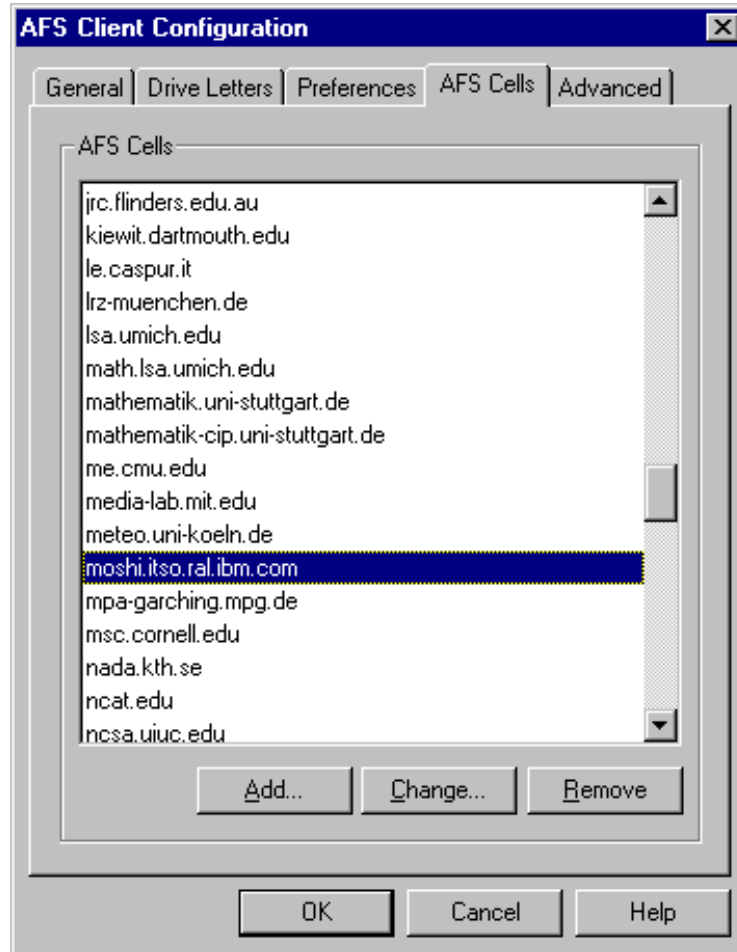 AFS Client Configuration
General Drive Letters Preferences AFS Cells Advanced
AFS Cells
jrc.flinders.edu.au
kiewit.dartmouth.edu
le.caspur.it
lrz-muenchen.de
lsa.umich.edu
math.lsa.umich.edu
mathematik.uni-stuttgart.de
mathematik-cip.uni-stuttgart.de
me.cmu.edu
media-lab.mit.edu
meteo.uni-koeln.de
moshi.itso.ral.ibm.com
mpa-garching.mpg.de
msc.cornell.edu
nada.kth.se
ncat.edu
ncsa.uiuc.edu
Add... Change... Remove
OK Cancel Help